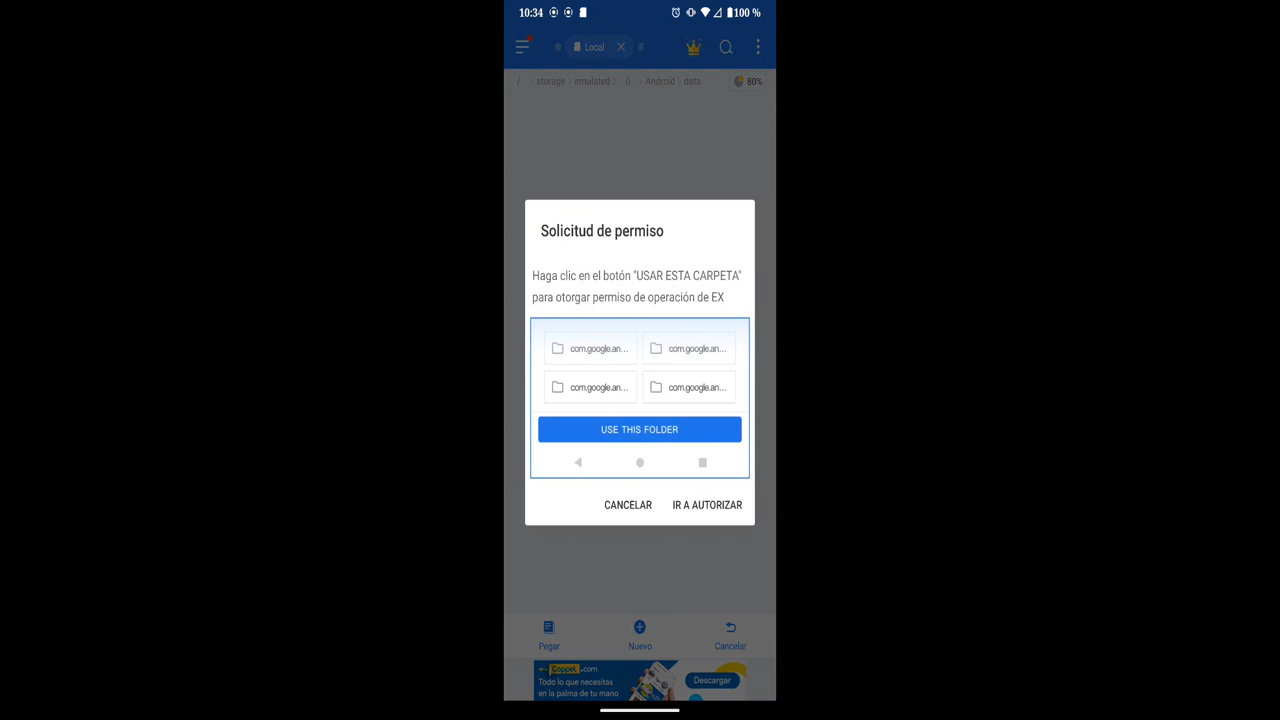 10:34 100 %
Local
/ storage emulated 0 Android data 80%
Solicitud de permiso
Haga clic en el botón "USAR ESTA CARPETA"
para otorgar permiso de operación de EX
com.google.an... com.google.an...
com.google.an... com.google.an...
USE THIS FOLDER
CANCELAR IR A AUTORIZAR
Pegar Nuevo Cancelar
Coppel.com
Todo lo que necesitas
en la palma de tu mano
Descargar